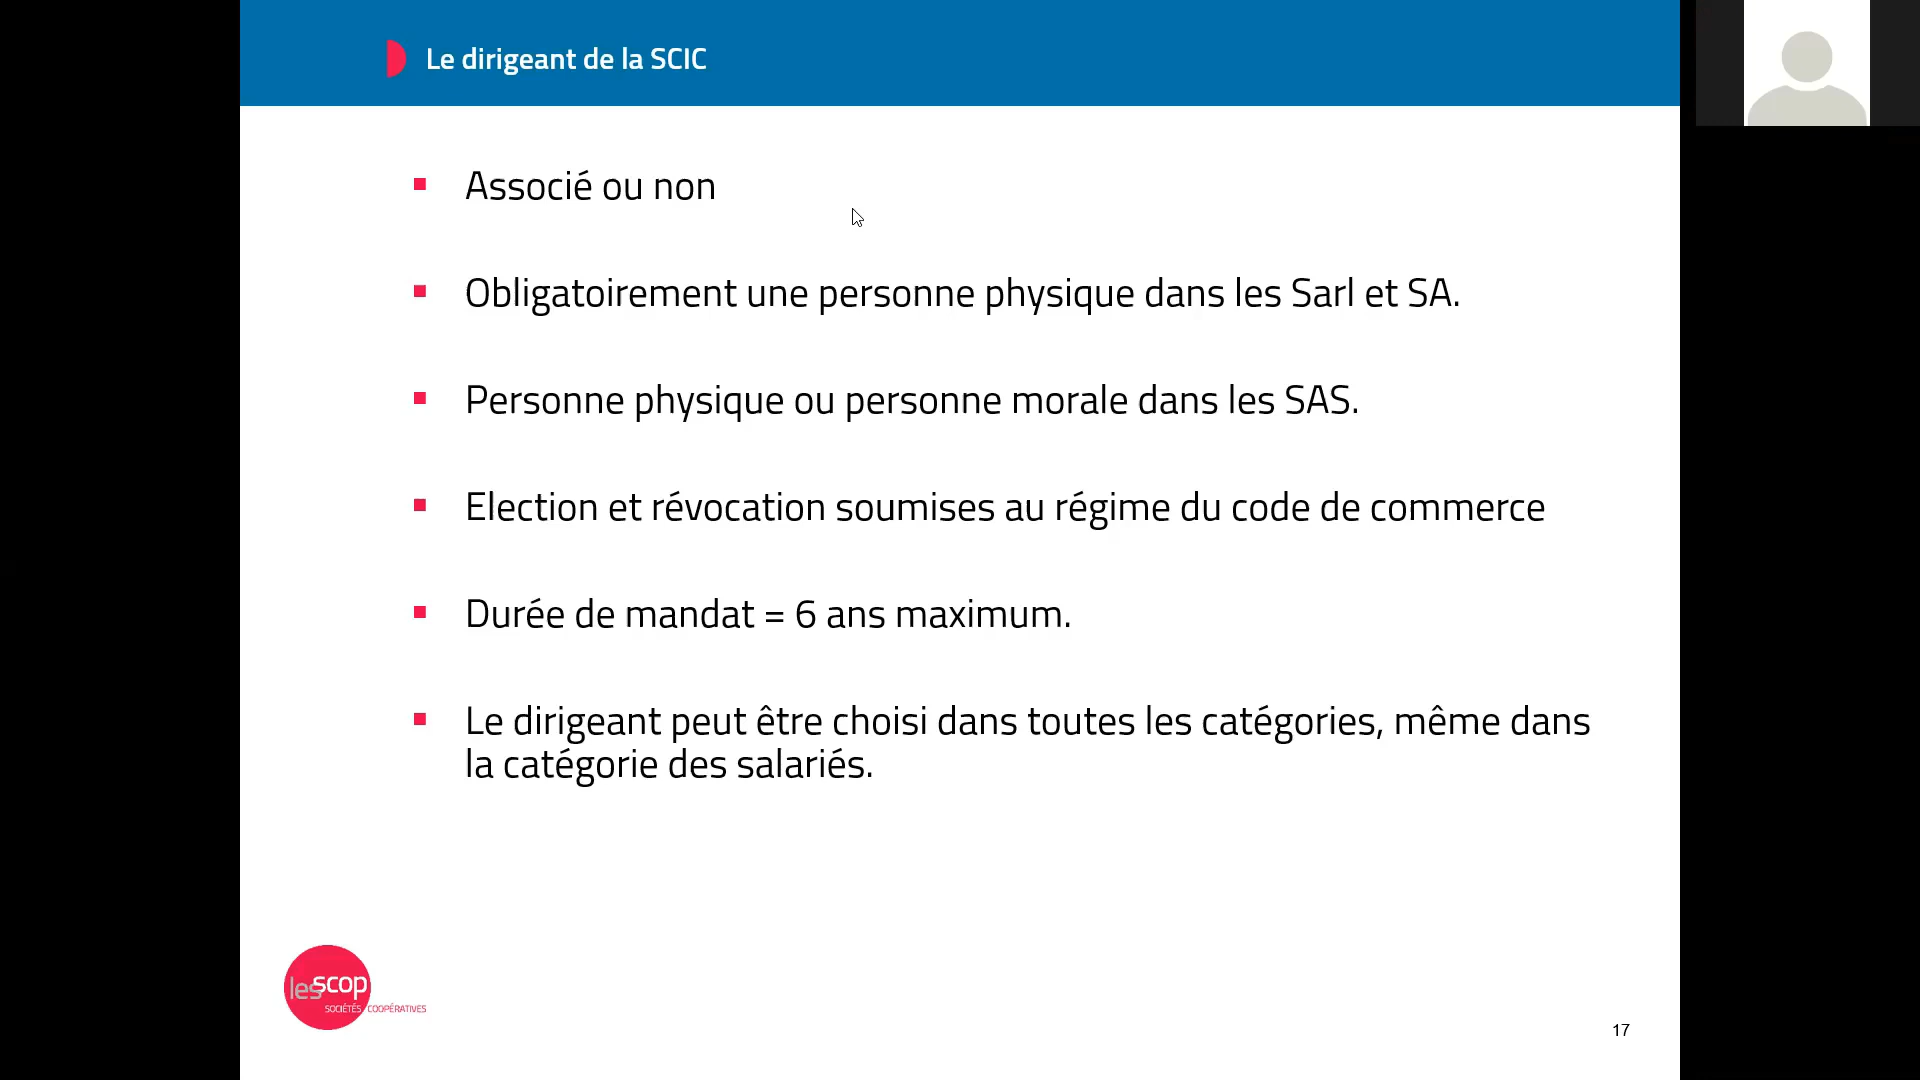 Le dirigeant de la SCIC
Associé ou non
Obligatoirement une personne physique dans les Sarl et SA.
Personne physique ou personne morale dans les SAS.
Election et révocation soumises au régime du code de commerce
Durée de mandat = 6 ans maximum.
Le dirigeant peut être choisi dans toutes les catégories, même dans
la catégorie des salariés.
lesscop
SOCIÉTÉS COOPÉRATIVES
17